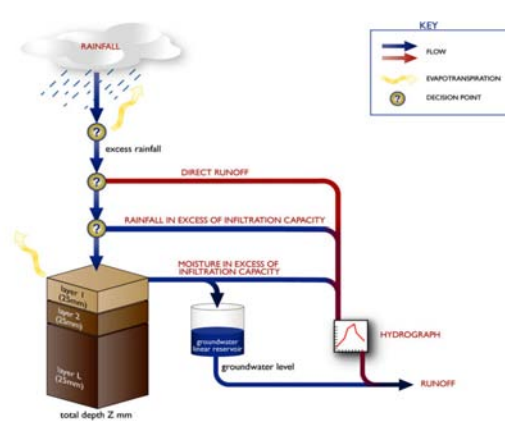 RAINFALL
KEY
FLOW
EVAPOTRANSPIRATION
?
DECISION POINT
?
excess rainfall
?
DIRECT RUNOFF
?
RAINFALL IN EXCESS OF INFILTRATION CAPACITY
MOISTURE IN EXCESS OF
INFILTRATION CAPACITY
layer 1
(25mm)
layer 2
(25mm)
layer L
(25mm)
total depth Z mm
groundwater
linear reservoir
groundwater level
HYDROGRAPH
RUNOFF